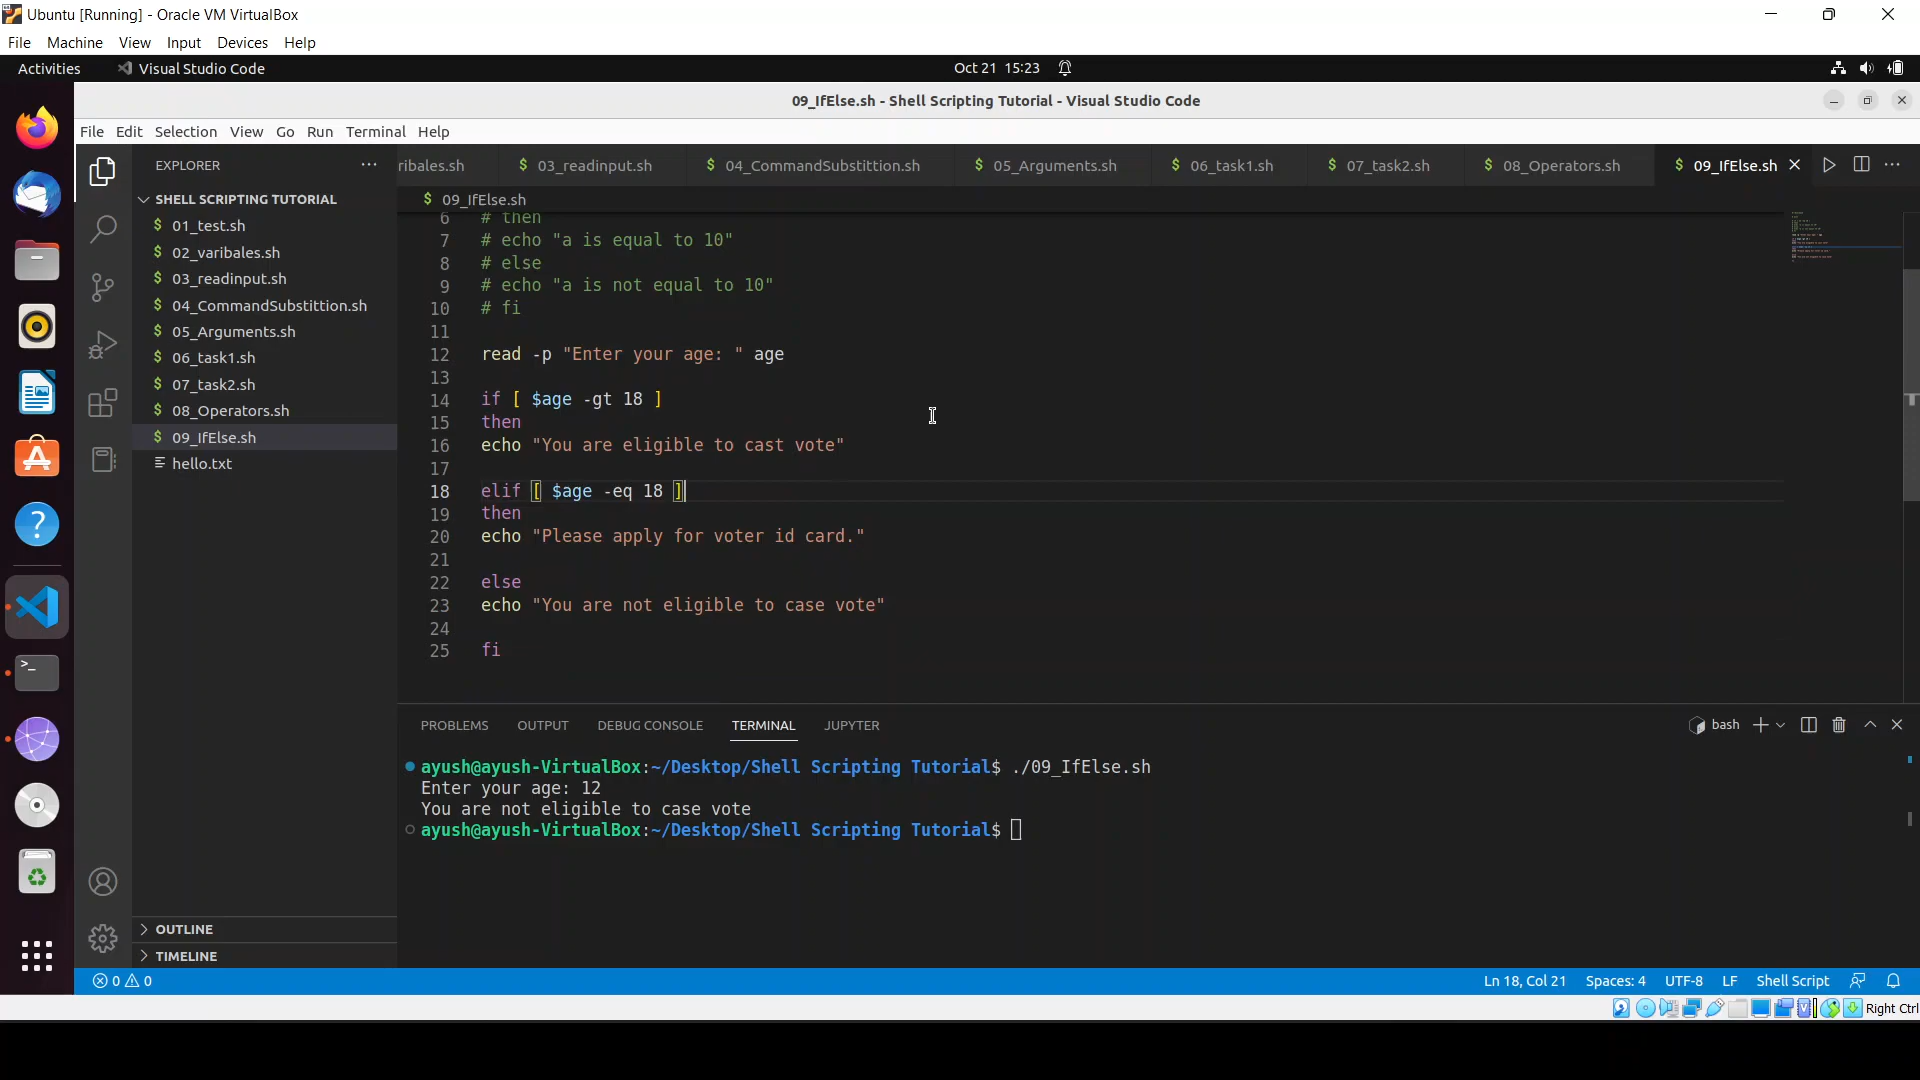 Ubuntu [Running] - Oracle VM VirtualBox
File Machine View Input Devices Help
Activities Visual Studio Code Oct 21 15:23
09_IfElse.sh - Shell Scripting Tutorial - Visual Studio Code
File Edit Selection View Go Run Terminal Help
EXPLORER ··· ribales.sh $ 03_readinput.sh $ 04_CommandSubstittion.sh $ 05_Arguments.sh $ 06_task1.sh $ 07_task2.sh $ 08_Operators.sh $ 09_IfElse.sh
SHELL SCRIPTING TUTORIAL
$ 01_test.sh
$ 02_varibales.sh
$ 03_readinput.sh
$ 04_CommandSubstittion.sh
$ 05_Arguments.sh
$ 06_task1.sh
$ 07_task2.sh
$ 08_Operators.sh
$ 09_IfElse.sh
hello.txt
OUTLINE
TIMELINE
$ 09_IfElse.sh
6 # then
7 # echo "a is equal to 10"
8 # else
9 # echo "a is not equal to 10"
10 # fi
11
12 read -p "Enter your age: " age
13
14 if [ $age -gt 18 ]
15 then
16 echo "You are eligible to cast vote"
17
18 elif [ $age -eq 18 ]
19 then
20 echo "Please apply for voter id card."
21
22 else
23 echo "You are not eligible to case vote"
24
25 fi
PROBLEMS OUTPUT DEBUG CONSOLE TERMINAL JUPYTER bash
ayush@ayush-VirtualBox:~/Desktop/Shell Scripting Tutorial$ ./09_IfElse.sh
Enter your age: 12
You are not eligible to case vote
ayush@ayush-VirtualBox:~/Desktop/Shell Scripting Tutorial$
0 0 Ln 18, Col 21 Spaces: 4 UTF-8 LF Shell Script
Right Ctrl